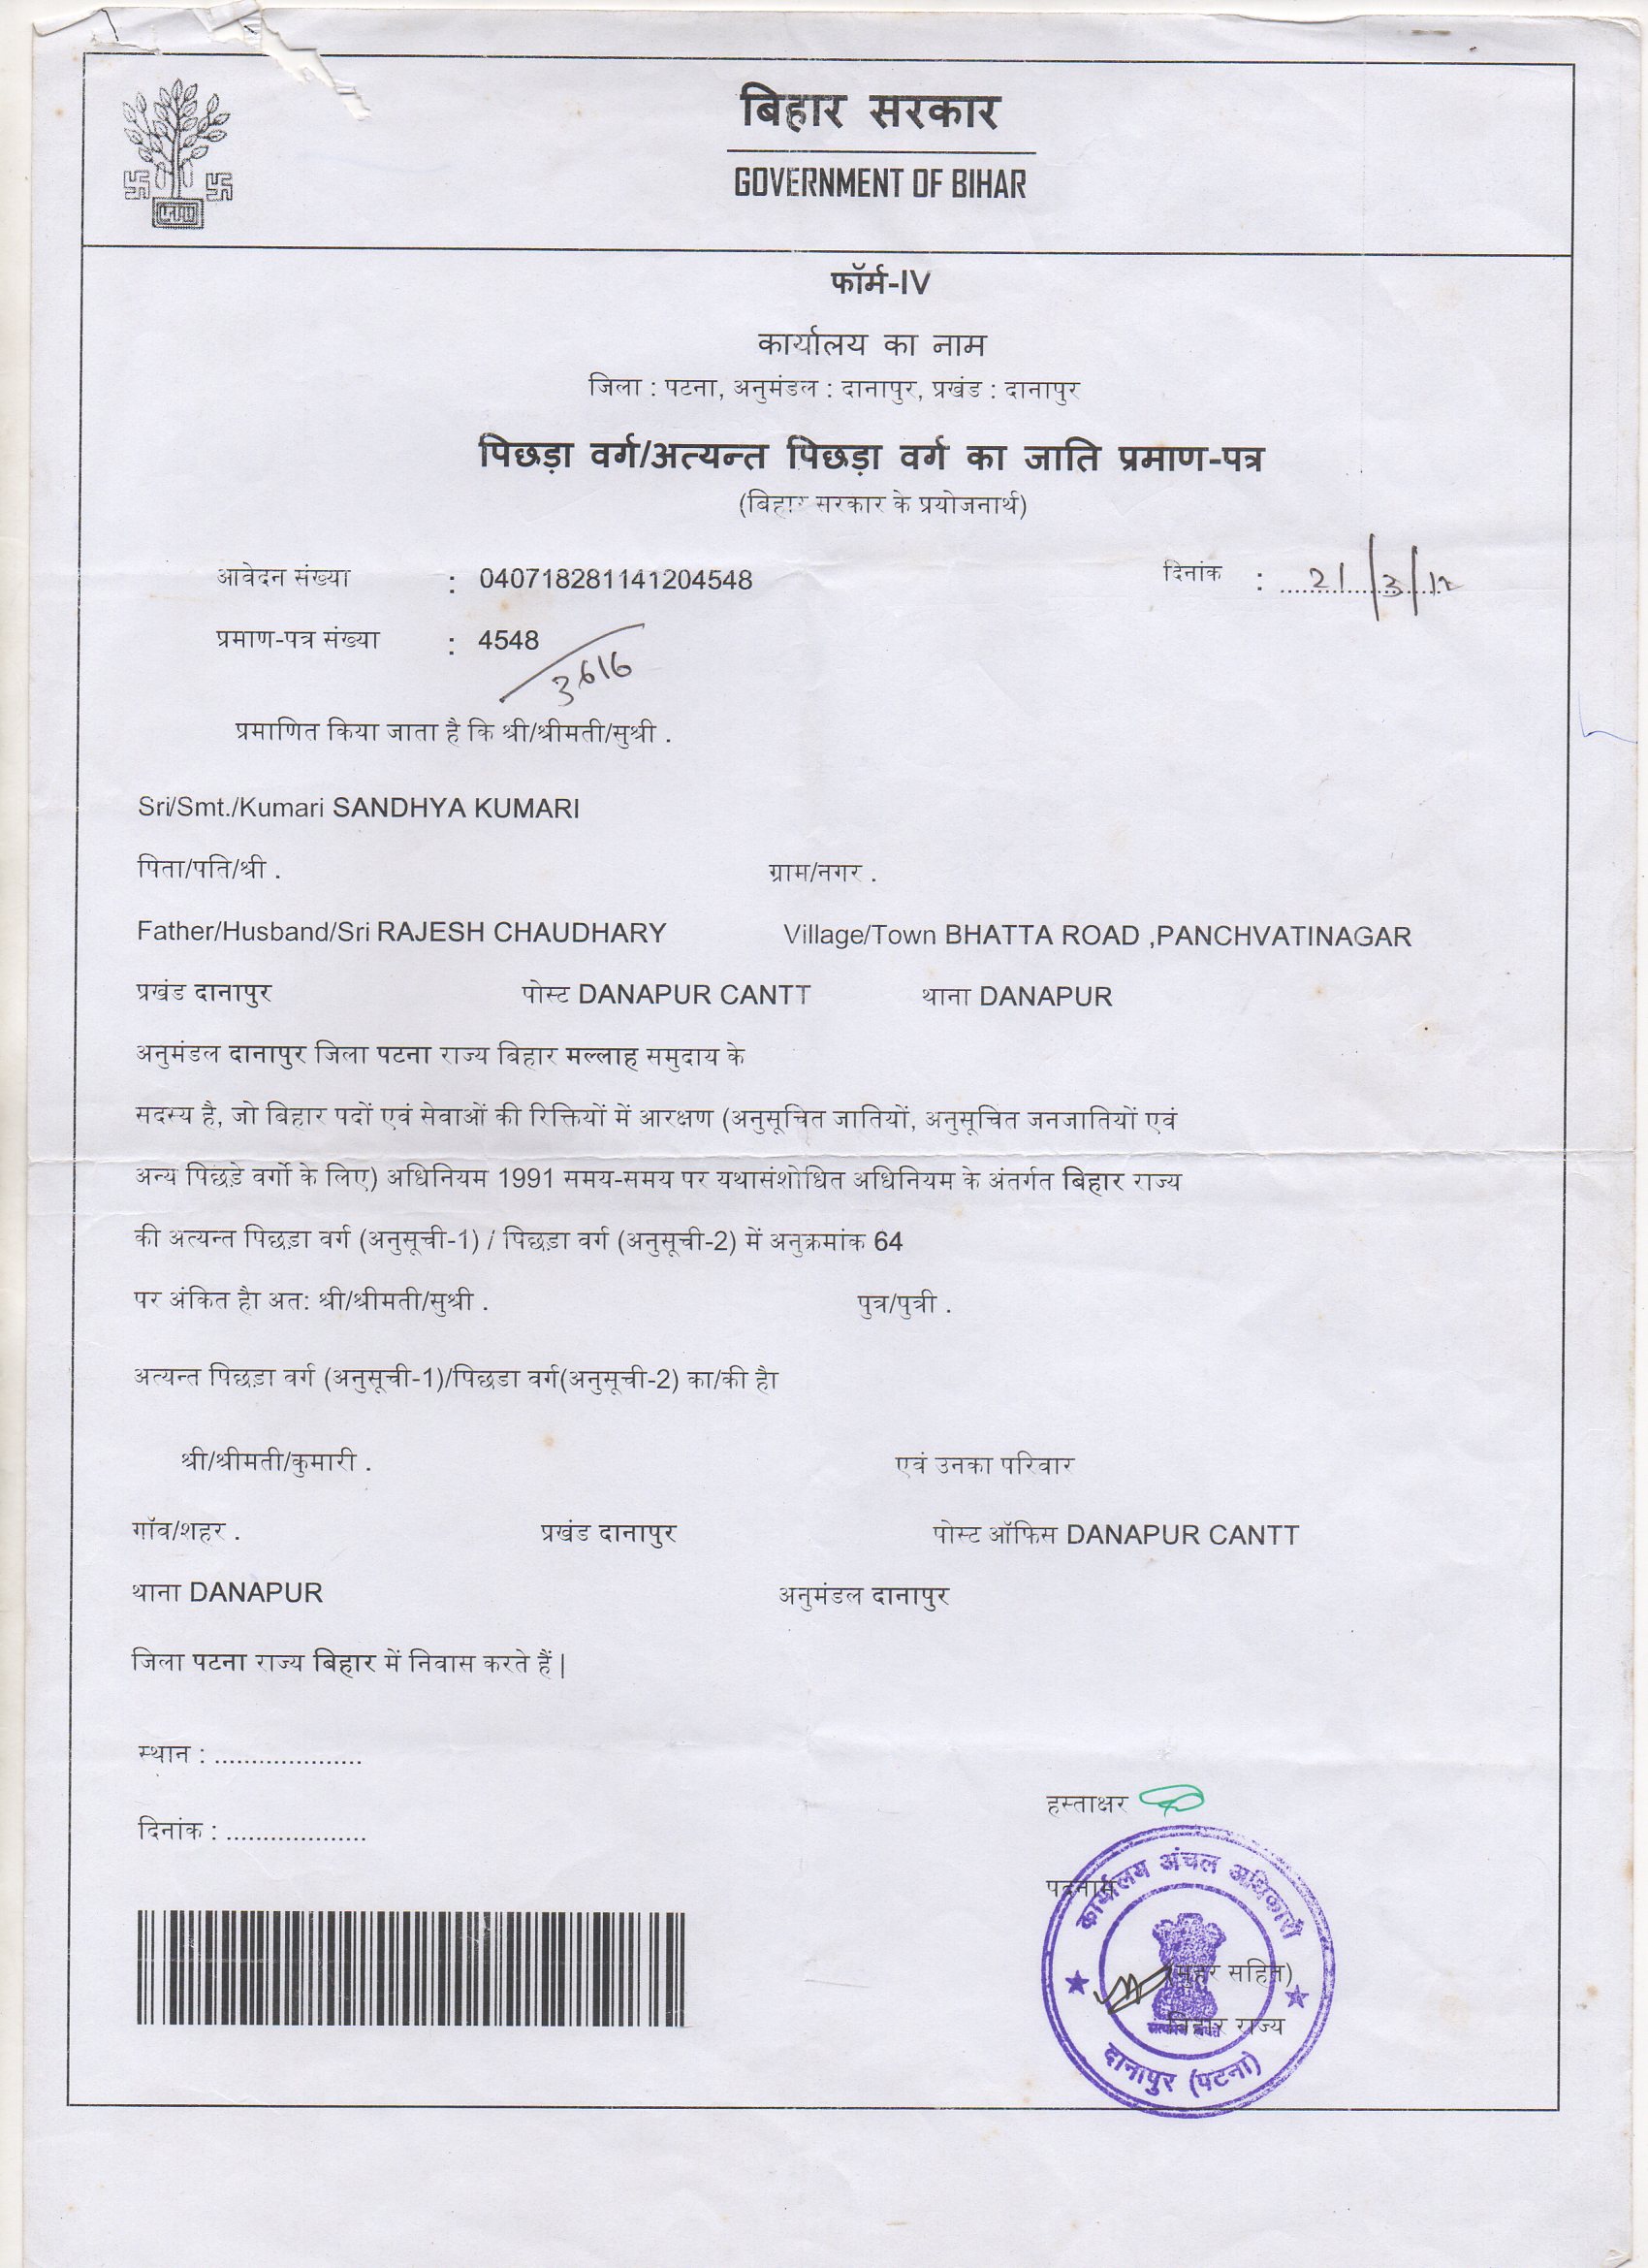 बिहार सरकार
GOVERNMENT OF BIHAR
फॉर्म-IV
कार्यालय का नाम
जिला : पटना, अनुमंडल : दानापुर, प्रखंड : दानापुर
पिछड़ा वर्ग/अत्यन्त पिछड़ा वर्ग का जाति प्रमाण-पत्र
(बिहार सरकार के प्रयोजनार्थ)
आवेदन संख्या : 040718281141204548 दिनांक : 21/3/12
प्रमाण-पत्र संख्या : 4548
3616
प्रमाणित किया जाता है कि श्री/श्रीमती/सुश्री .
Sri/Smt./Kumari SANDHYA KUMARI
पिता/पति/श्री . ग्राम/नगर .
Father/Husband/Sri RAJESH CHAUDHARY Village/Town BHATTA ROAD ,PANCHVATINAGAR
प्रखंड दानापुर पोस्ट DANAPUR CANTT थाना DANAPUR
अनुमंडल दानापुर जिला पटना राज्य बिहार मल्लाह समुदाय के
सदस्य है, जो बिहार पदों एवं सेवाओं की रिक्तियों में आरक्षण (अनुसूचित जातियों, अनुसूचित जनजातियों एवं
अन्य पिछड़े वर्गो के लिए) अधिनियम 1991 समय-समय पर यथासंशोधित अधिनियम के अंतर्गत बिहार राज्य
की अत्यन्त पिछड़ा वर्ग (अनुसूची-1) / पिछड़ा वर्ग (अनुसूची-2) में अनुक्रमांक 64
पर अंकित है। अत: श्री/श्रीमती/सुश्री . पुत्र/पुत्री .
अत्यन्त पिछड़ा वर्ग (अनुसूची-1)/पिछडा वर्ग(अनुसूची-2) का/की है।
श्री/श्रीमती/कुमारी . एवं उनका परिवार
गॉव/शहर . प्रखंड दानापुर पोस्ट ऑफिस DANAPUR CANTT
थाना DANAPUR अनुमंडल दानापुर
जिला पटना राज्य बिहार में निवास करते हैं |
स्थान : ....................
हस्ताक्षर
दिनांक : ...................
पदनाम
कार्यालय अंचल अधिकारी
(मुहर सहित)
बिहार राज्य
दानापुर (पटना)